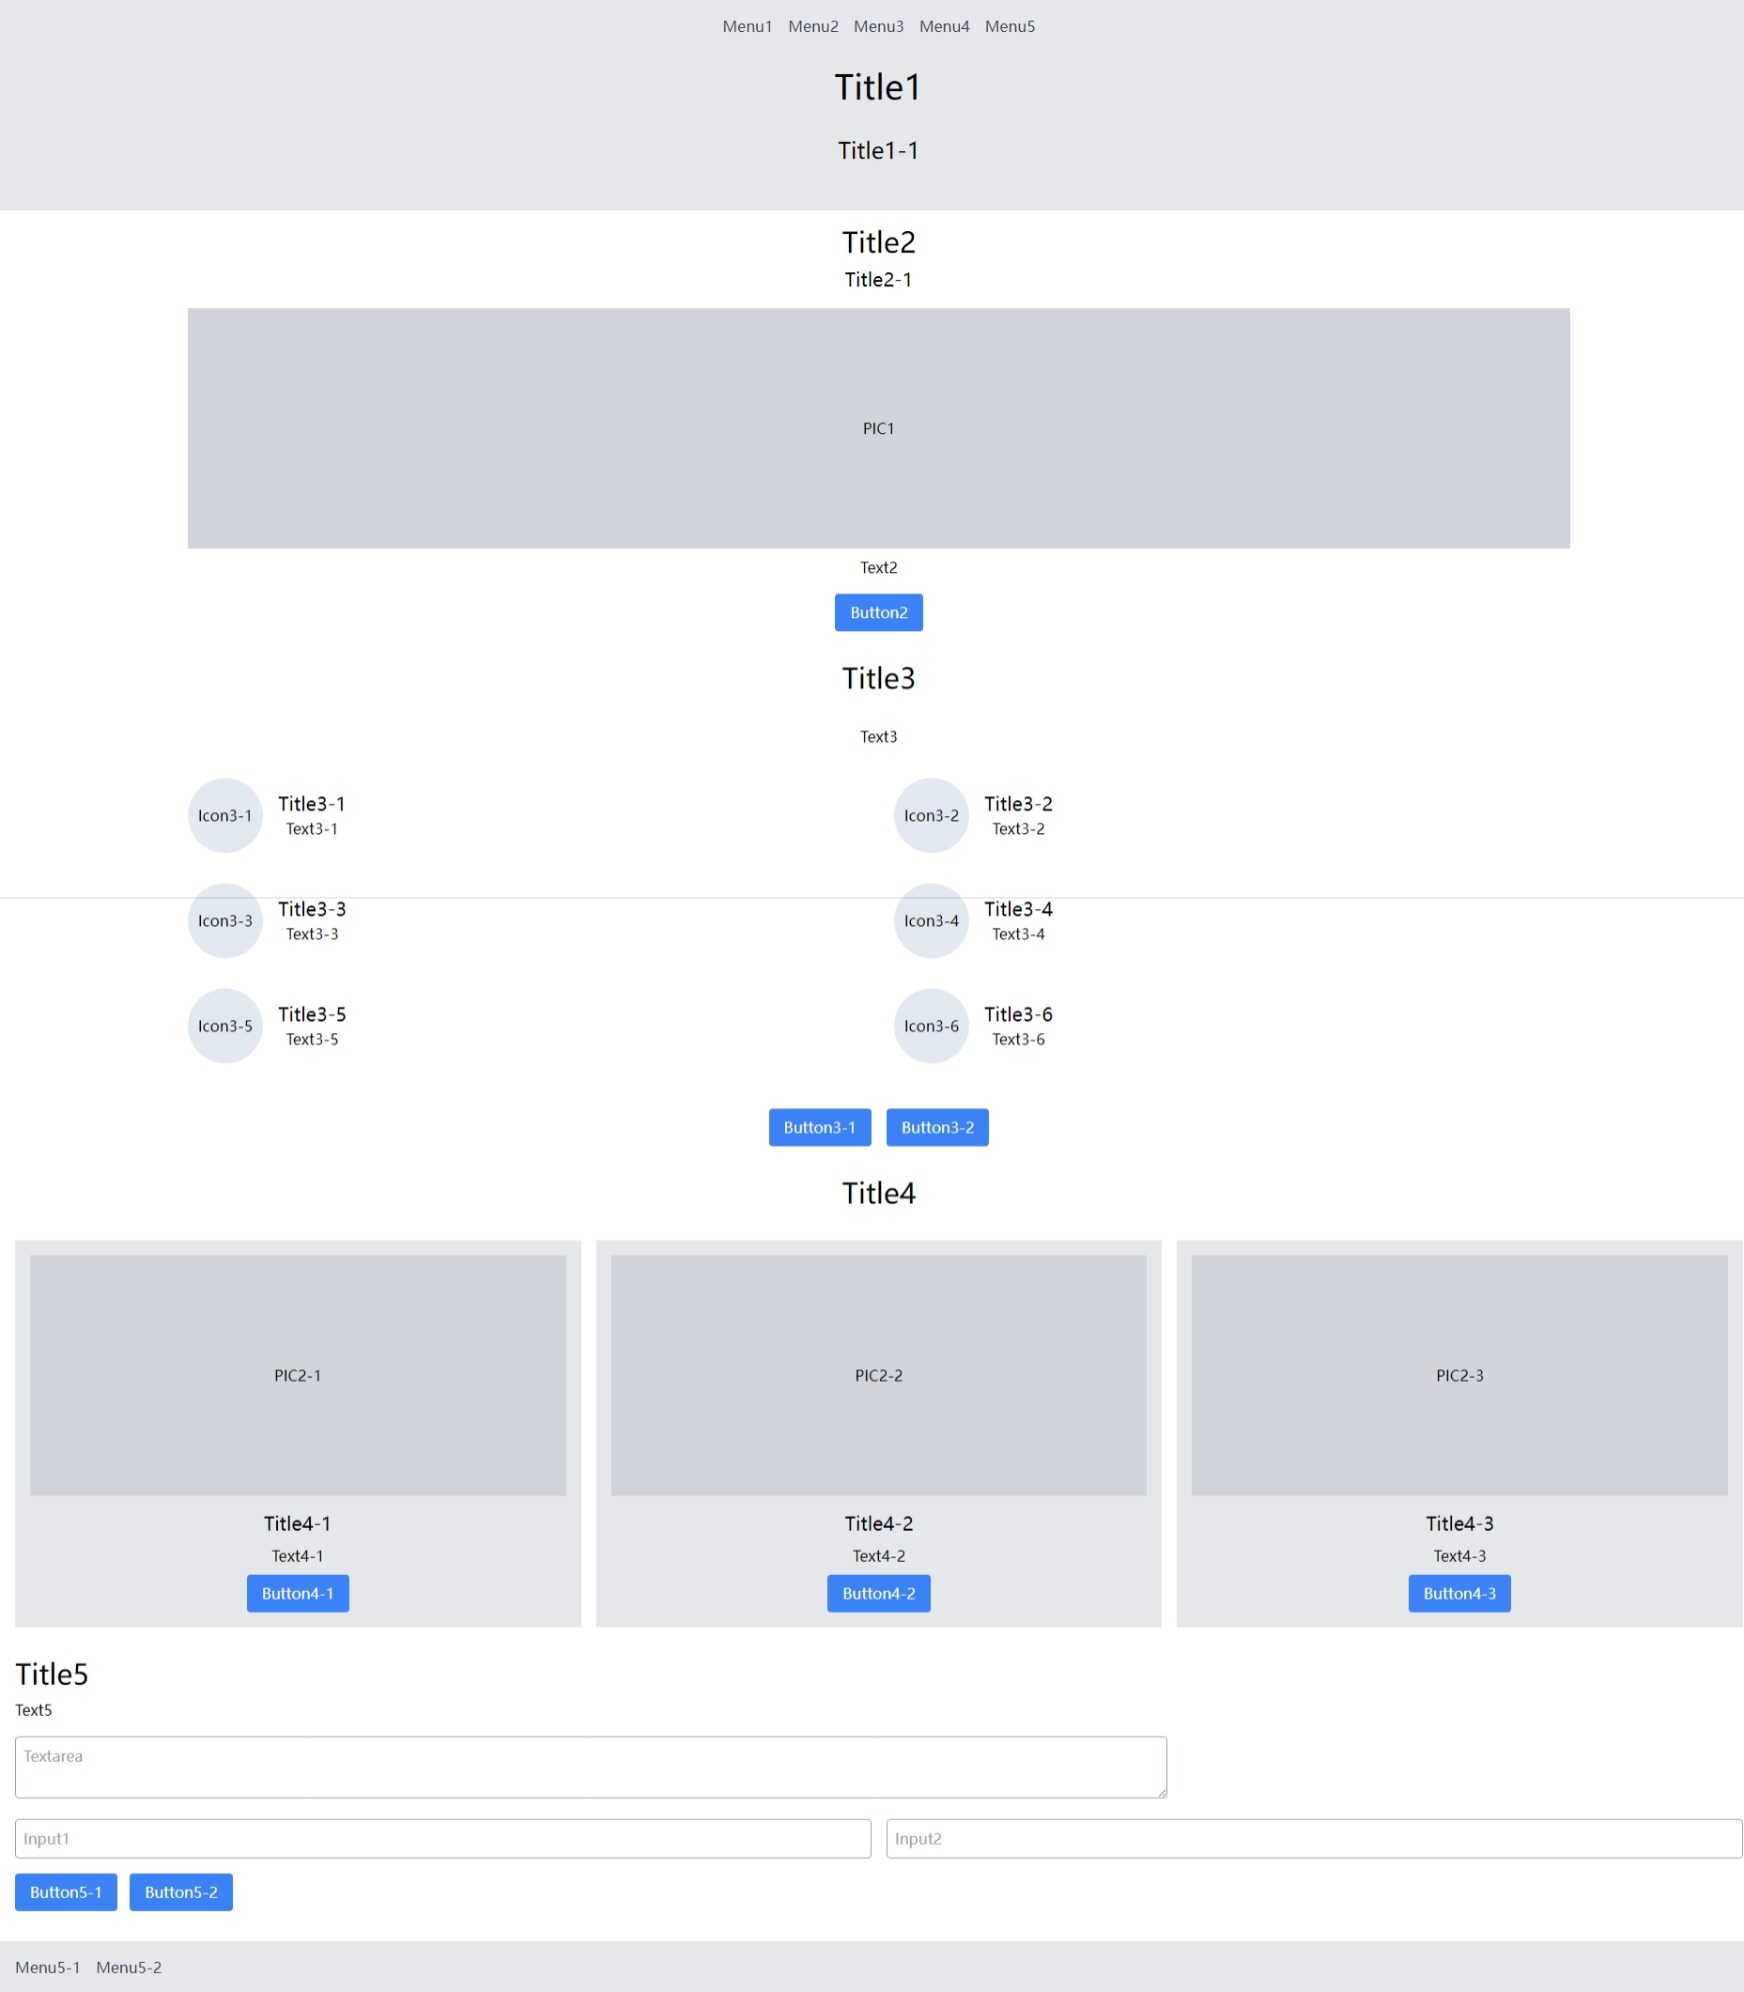 Menu1 Menu2 Menu3 Menu4 Menu5
Title1
Title1-1
Title2
Title2-1
PIC1
Text2
Button2
Title3
Text3
Icon3-1 Title3-1 Text3-1
Icon3-2 Title3-2 Text3-2
Icon3-3 Title3-3 Text3-3
Icon3-4 Title3-4 Text3-4
Icon3-5 Title3-5 Text3-5
Icon3-6 Title3-6 Text3-6
Button3-1 Button3-2
Title4
PIC2-1
Title4-1
Text4-1
Button4-1
PIC2-2
Title4-2
Text4-2
Button4-2
PIC2-3
Title4-3
Text4-3
Button4-3
Title5
Text5
Textarea
Input1 Input2
Button5-1 Button5-2
Menu5-1 Menu5-2